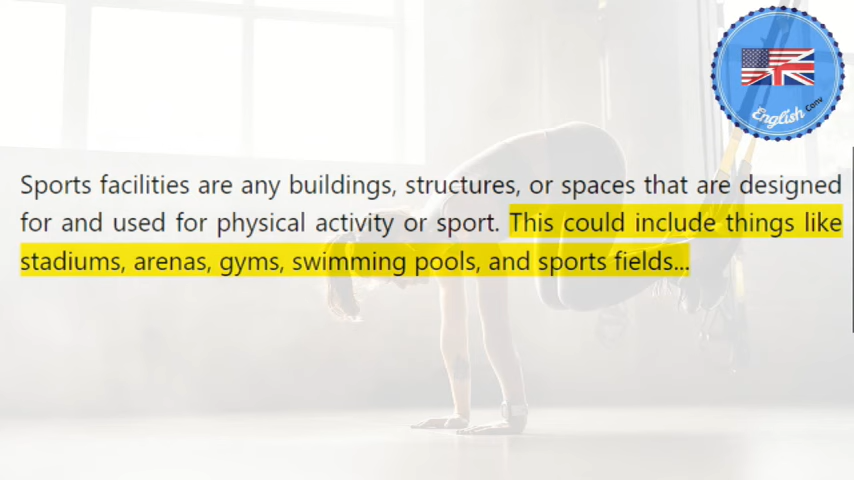 English Conv
Sports facilities are any buildings, structures, or spaces that are designed
for and used for physical activity or sport. This could include things like
stadiums, arenas, gyms, swimming pools, and sports fields...